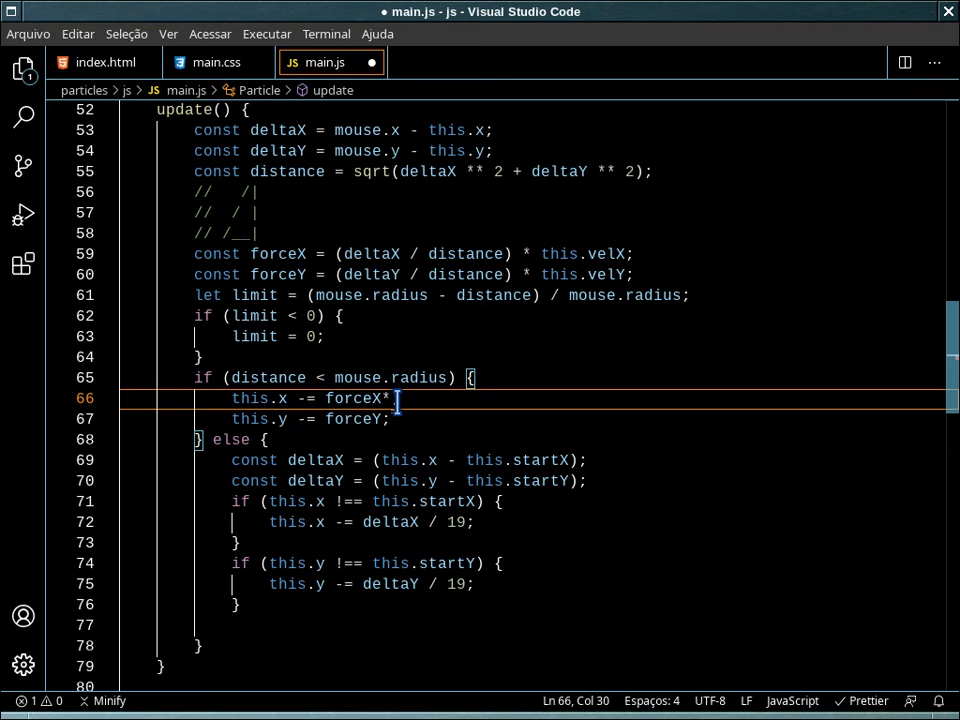 ● main.js - js - Visual Studio Code
Arquivo Editar Seleção Ver Acessar Executar Terminal Ajuda
index.html main.css JS main.js ●
particles > js > JS main.js > Particle > update
52 update() {
53 const deltaX = mouse.x - this.x;
54 const deltaY = mouse.y - this.y;
55 const distance = sqrt(deltaX ** 2 + deltaY ** 2);
56 //   /|
57 //  / |
58 // /__|
59 const forceX = (deltaX / distance) * this.velX;
60 const forceY = (deltaY / distance) * this.velY;
61 let limit = (mouse.radius - distance) / mouse.radius;
62 if (limit < 0) {
63 limit = 0;
64 }
65 if (distance < mouse.radius) {
66 this.x -= forceX*;
67 this.y -= forceY;
68 } else {
69 const deltaX = (this.x - this.startX);
70 const deltaY = (this.y - this.startY);
71 if (this.x !== this.startX) {
72 this.x -= deltaX / 19;
73 }
74 if (this.y !== this.startY) {
75 this.y -= deltaY / 19;
76 }
77
78 }
79 }
80
1 0 Minify Ln 66, Col 30 Espaços: 4 UTF-8 LF JavaScript Prettier